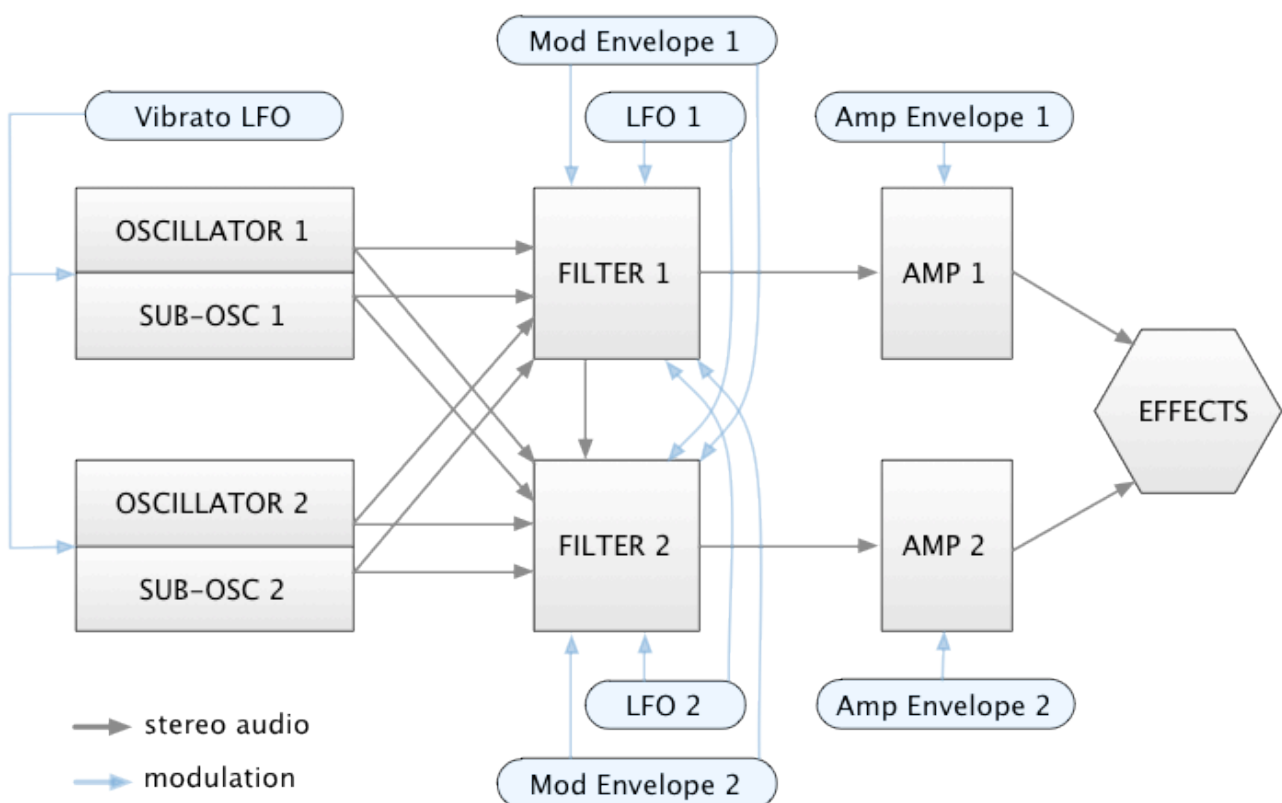 Mod Envelope 1
Vibrato LFO
LFO 1
Amp Envelope 1
OSCILLATOR 1
SUB-OSC 1
FILTER 1
AMP 1
EFFECTS
OSCILLATOR 2
SUB-OSC 2
FILTER 2
AMP 2
LFO 2
Amp Envelope 2
stereo audio
modulation
Mod Envelope 2